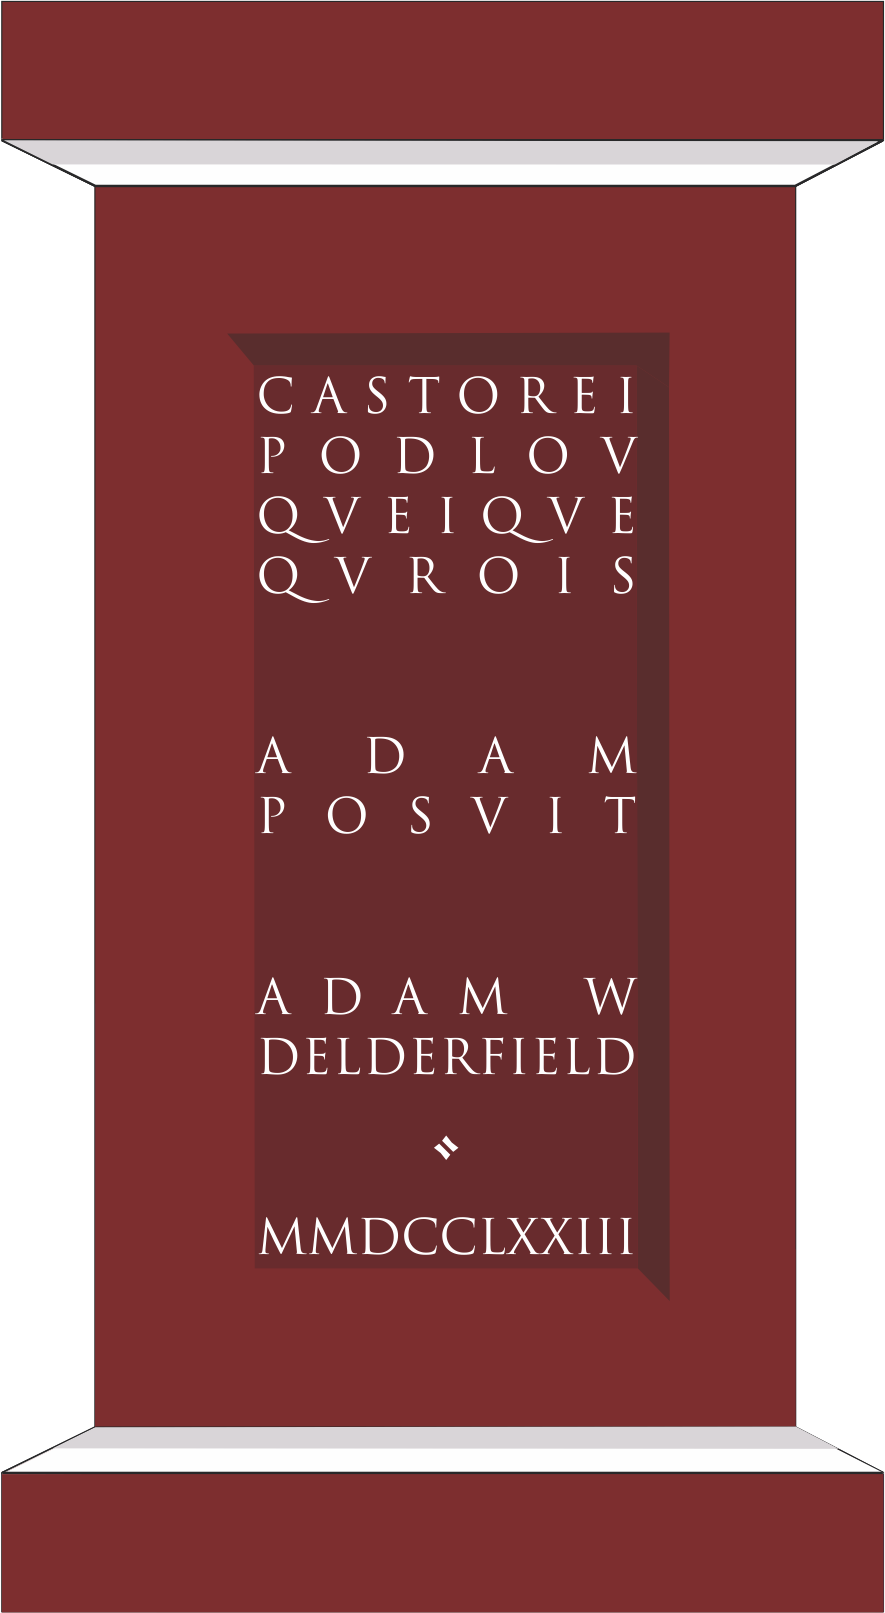 CASTOREI
PODLOV
QVEIQVE
QVROIS
ADAM
POSVIT
ADAM W
DELDERFIELD
MMDCCLXXIII